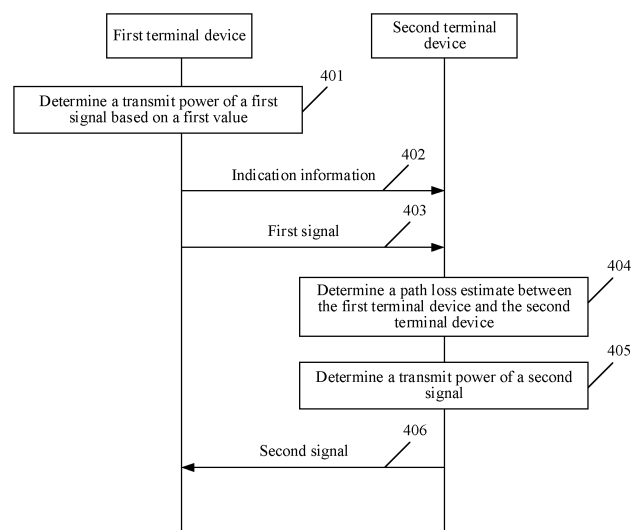 First terminal device
Second terminal
device
401
Determine a transmit power of a first
signal based on a first value
402
Indication information
403
First signal
404
Determine a path loss estimate between
the first terminal device and the second
terminal device
405
Determine a transmit power of a second
signal
406
Second signal